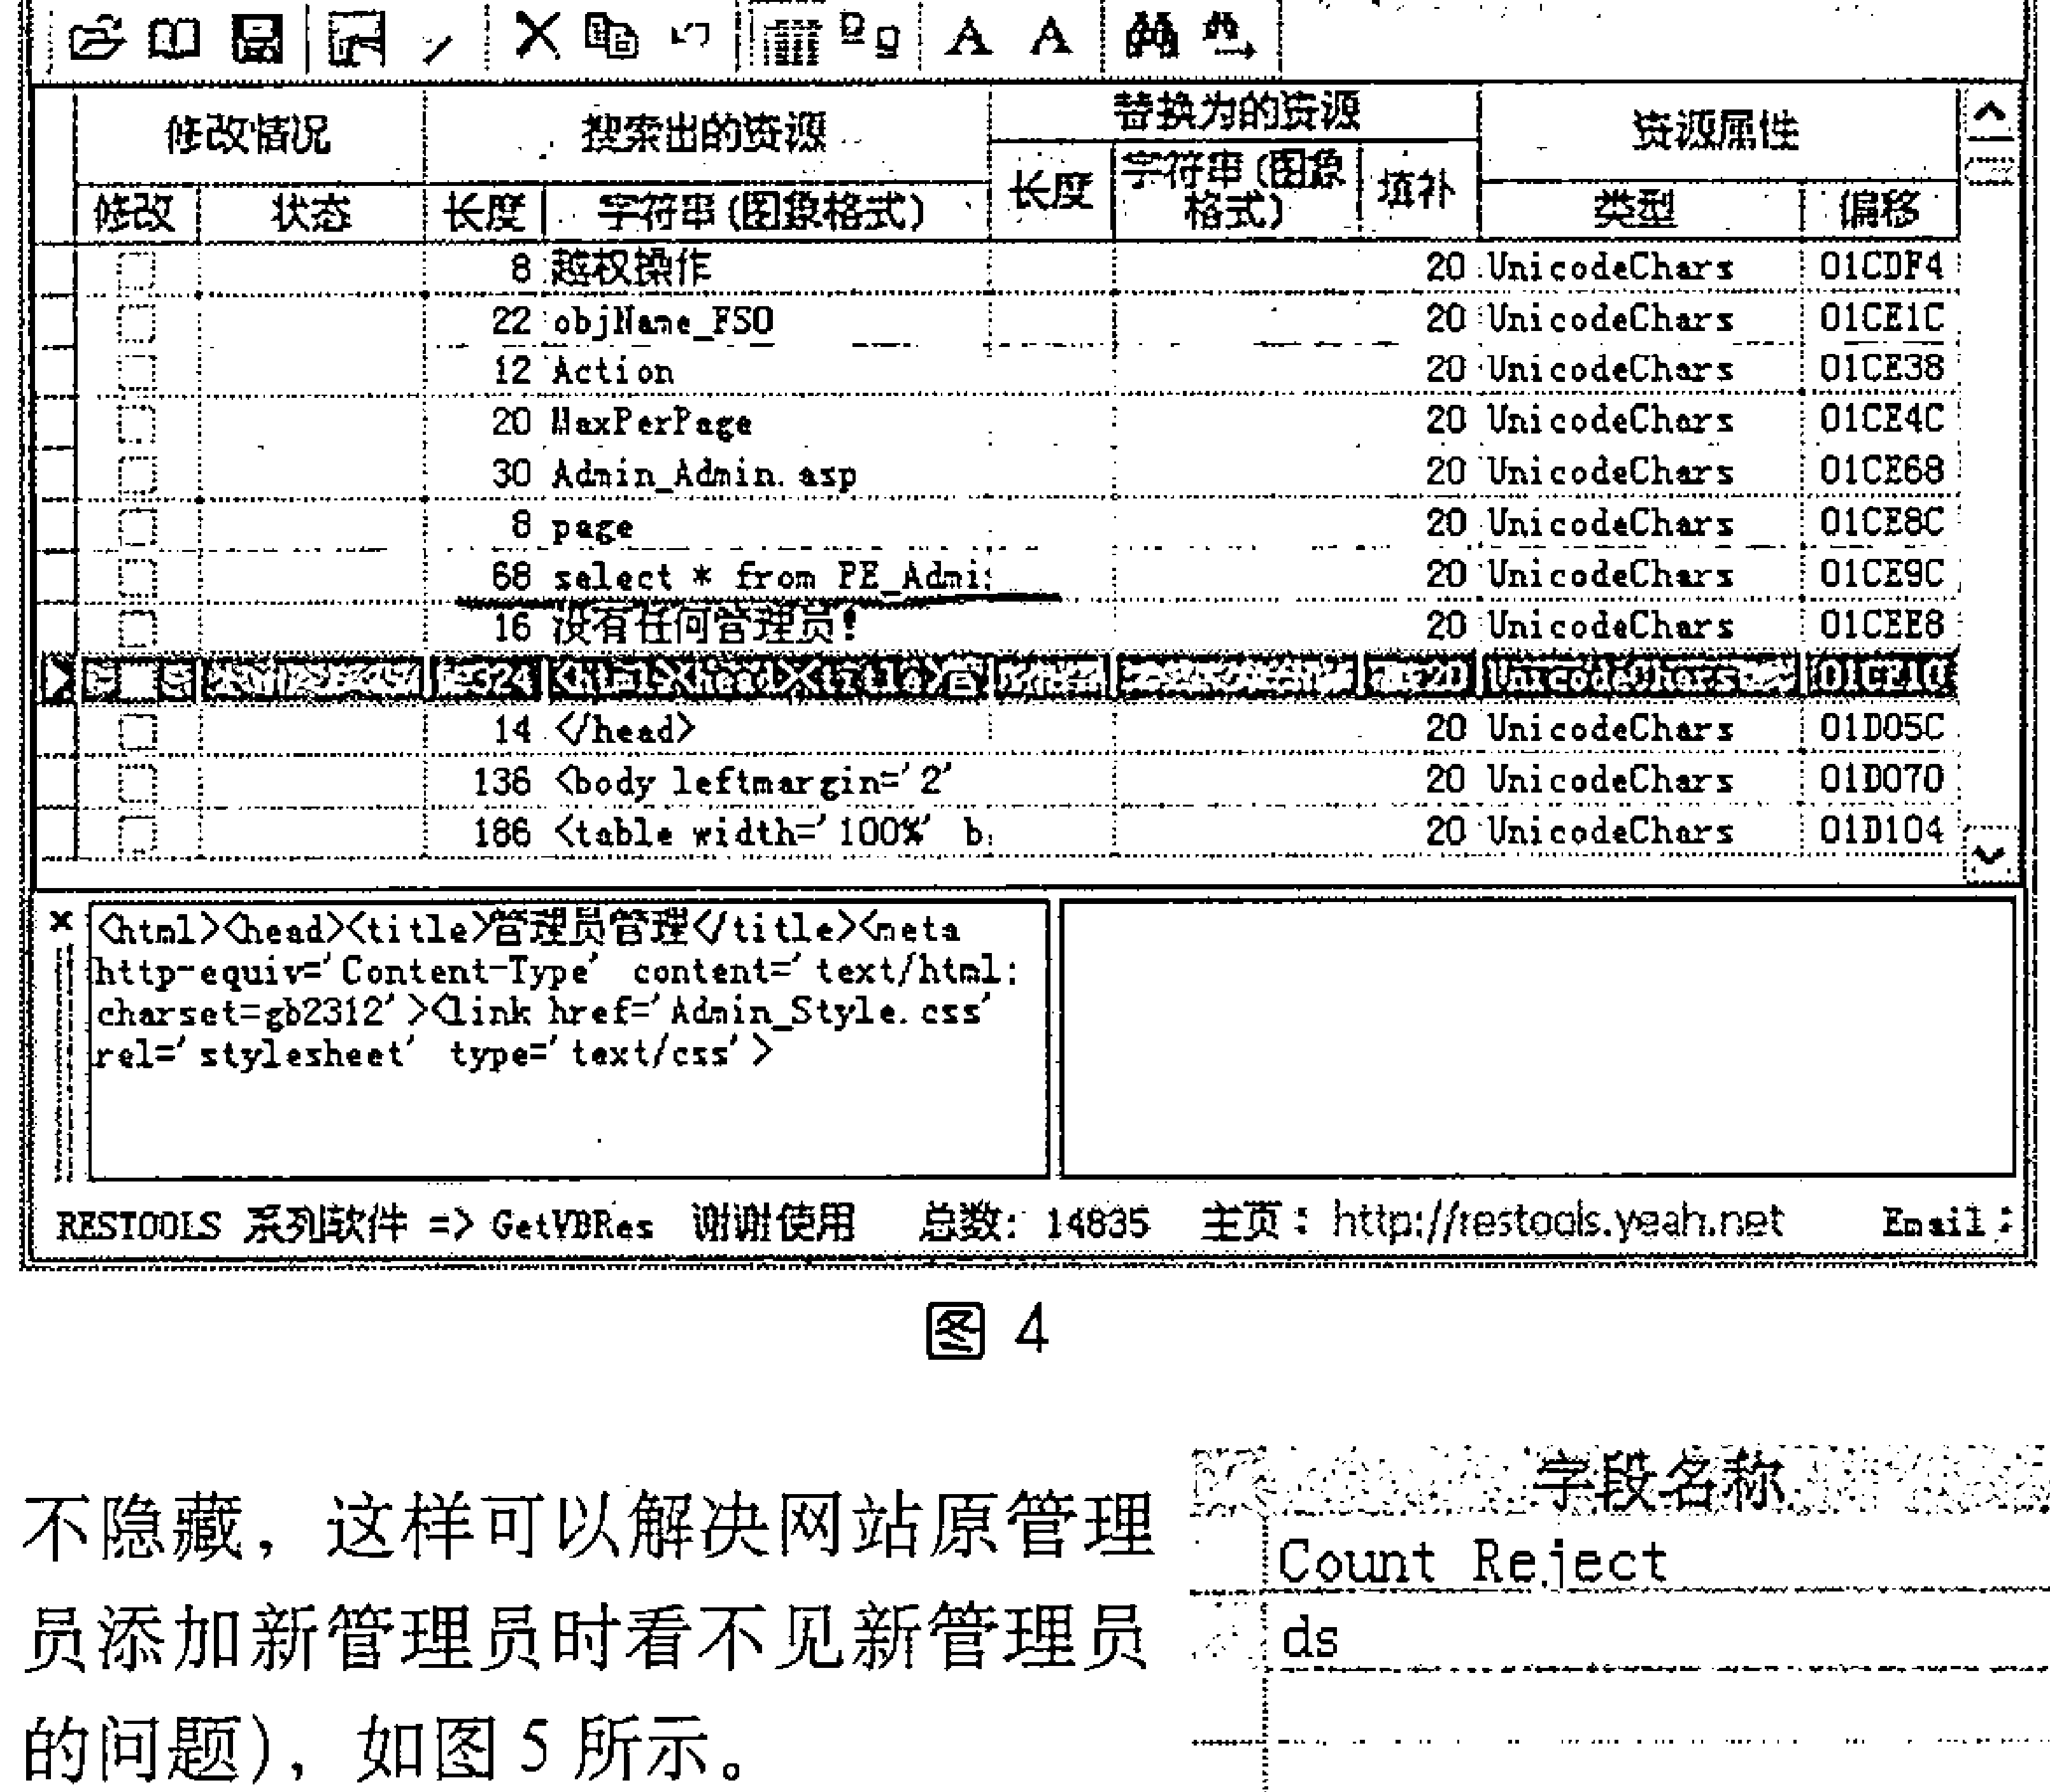 修改情况 搜索出的资源 替换为的资源 资源属性
修改 状态 长度 字符串(图象格式) 长度 字符串(图象格式) 填补 类型 偏移
8 越权操作 20 UnicodeChars 01CDF4
22 objName_FSO 20 UnicodeChars 01CE1C
12 Action 20 UnicodeChars 01CE38
20 MaxPerPage 20 UnicodeChars 01CE4C
30 Admin_Admin.asp 20 UnicodeChars 01CE68
8 page 20 UnicodeChars 01CE8C
68 select * from PE_Admi 20 UnicodeChars 01CE9C
16 没有任何管理员! 20 UnicodeChars 01CEE8
324 <html><head><title>管 20 UnicodeChars
14 </head> 20 UnicodeChars 01D05C
136 <body leftmargin='2' 20 UnicodeChars 01D070
186 <table width='100%' b 20 UnicodeChars 01D104
<html><head><title>管理员管理</title><meta
http-equiv='Content-Type' content='text/html;
charset=gb2312'><link href='Admin_Style.css'
rel='stylesheet' type='text/css'>
RESTOOLS 系列软件 => GetVBRes 谢谢使用 总数: 14835 主页: http://restools.yeah.net Email:
图 4
不隐藏，这样可以解决网站原管理
员添加新管理员时看不见新管理员
的问题)，如图 5 所示。
字段名称
Count Reject
ds